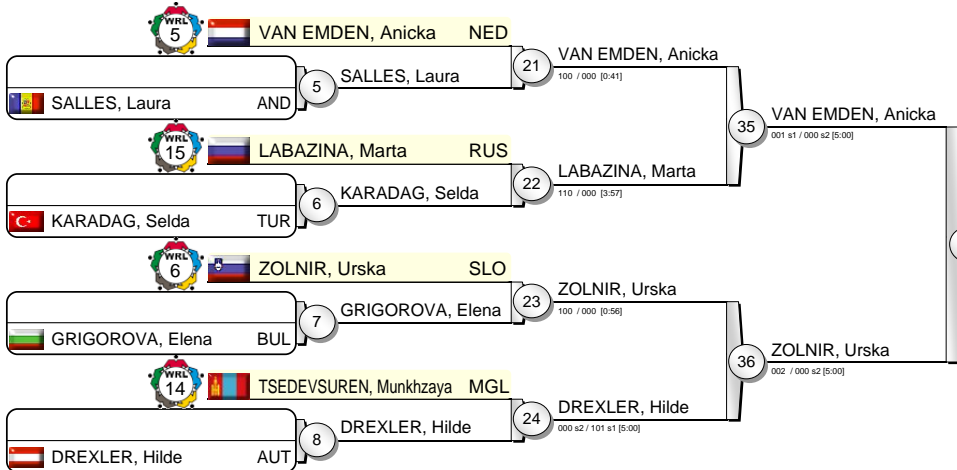 WRL
5
VAN EMDEN, Anicka NED
SALLES, Laura AND
5
SALLES, Laura
21
VAN EMDEN, Anicka
100 / 000 [0:41]
WRL
15
LABAZINA, Marta RUS
KARADAG, Selda TUR
6
KARADAG, Selda
22
LABAZINA, Marta
110 / 000 [3:57]
35
VAN EMDEN, Anicka
001 s1 / 000 s2 [5:00]
WRL
6
ZOLNIR, Urska SLO
GRIGOROVA, Elena BUL
7
GRIGOROVA, Elena
23
ZOLNIR, Urska
100 / 000 [0:56]
WRL
14
TSEDEVSUREN, Munkhzaya MGL
DREXLER, Hilde AUT
8
DREXLER, Hilde
24
DREXLER, Hilde
000 s2 / 101 s1 [5:00]
36
ZOLNIR, Urska
002 / 000 s2 [5:00]